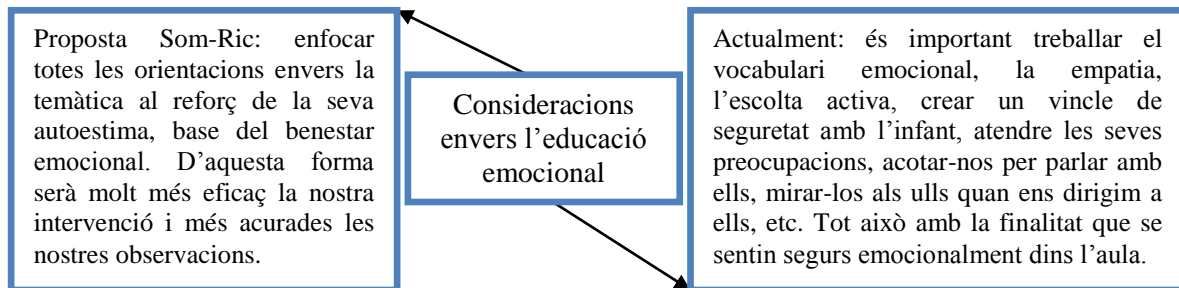 Proposta Som-Ric: enfocar
totes les orientacions envers la
temàtica al reforç de la seva
autoestima, base del benestar
emocional. D’aquesta forma
serà molt més eficaç la nostra
intervenció i més acurades les
nostres observacions.
Consideracions
envers l’educació
emocional
Actualment: és important treballar el
vocabulari emocional, la empatia,
l’escolta activa, crear un vincle de
seguretat amb l’infant, atendre les seves
preocupacions, acotar-nos per parlar amb
ells, mirar-los als ulls quan ens dirigim a
ells, etc. Tot això amb la finalitat que se
sentin segurs emocionalment dins l’aula.